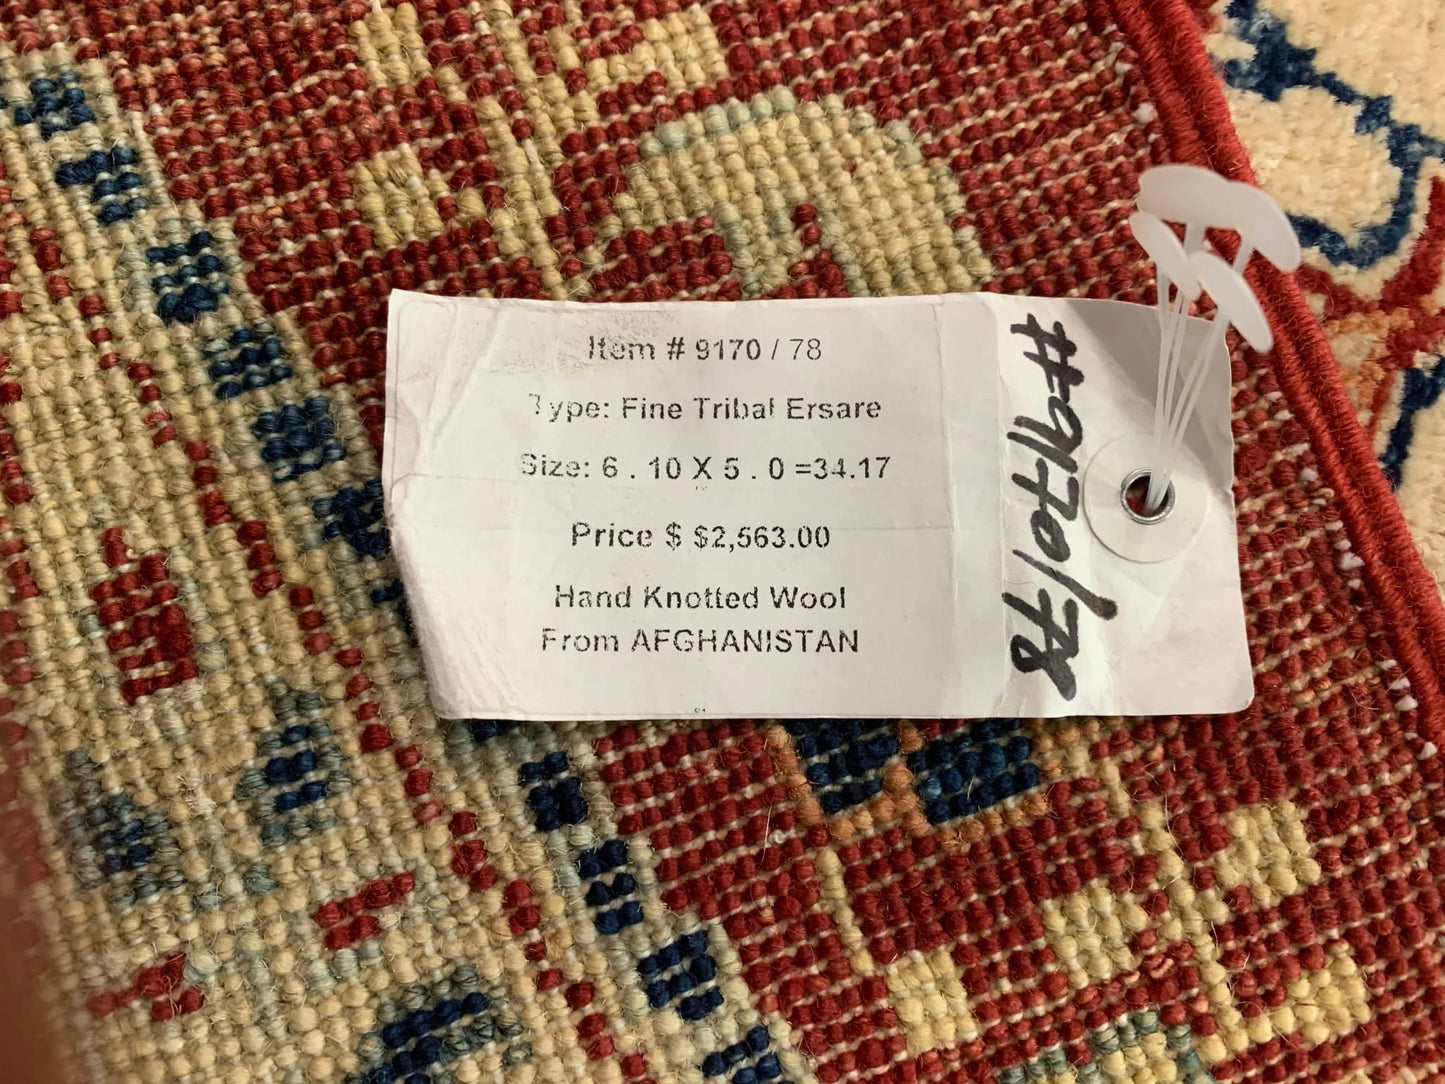 Item # 9170 / 78
Type: Fine Tribal Ersare
Size: 6 . 10 X 5 . 0 =34.17
Price $ $2,563.00
Hand Knotted Wool
From AFGHANISTAN
#9170/78